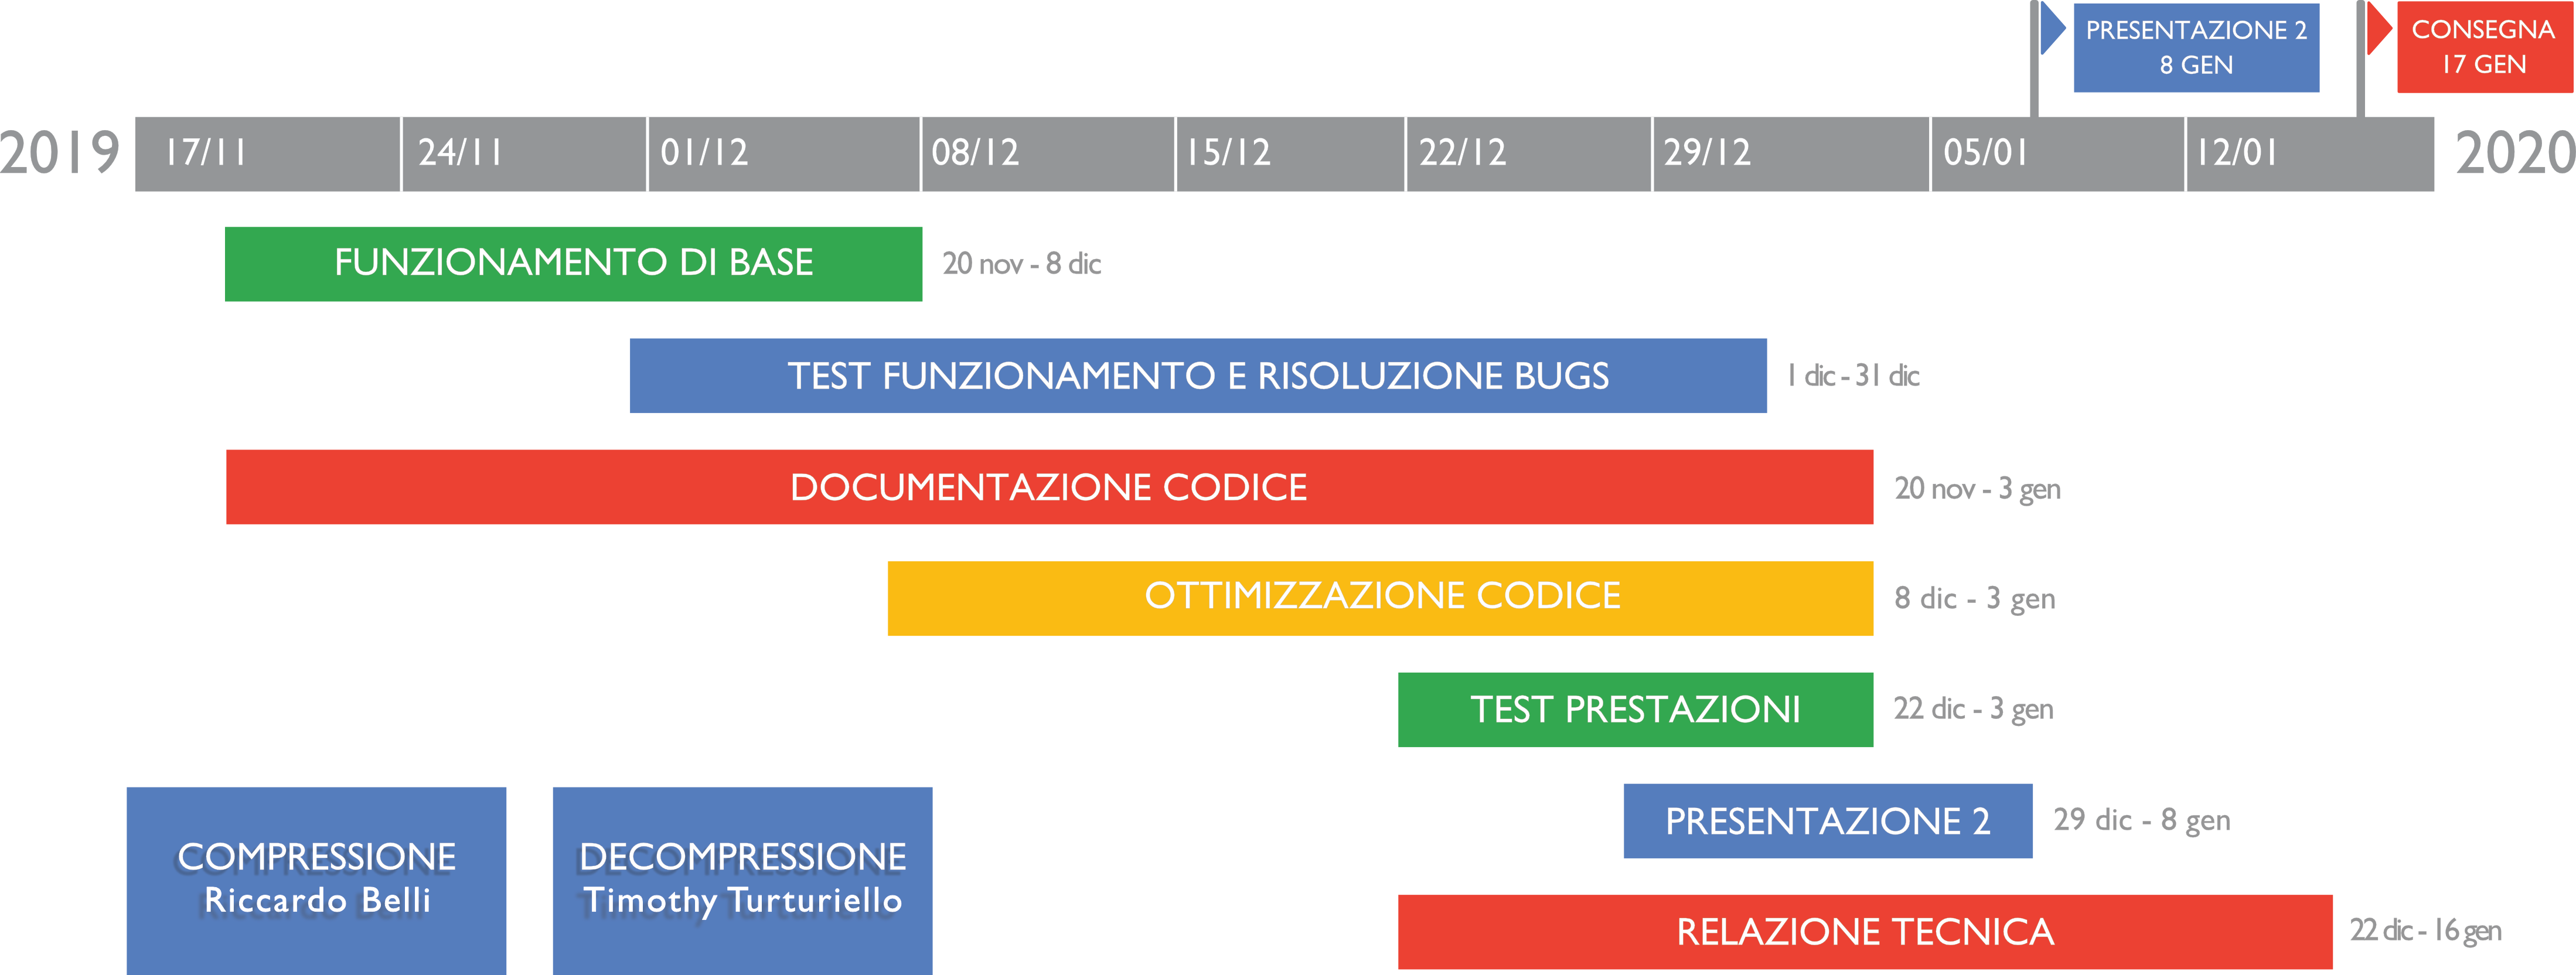 PRESENTAZIONE 2
8 GEN
CONSEGNA
17 GEN
2019 17/11 24/11 01/12 08/12 15/12 22/12 29/12 05/01 12/01 2020
FUNZIONAMENTO DI BASE 20 nov - 8 dic
TEST FUNZIONAMENTO E RISOLUZIONE BUGS 1 dic - 31 dic
DOCUMENTAZIONE CODICE 20 nov - 3 gen
OTTIMIZZAZIONE CODICE 8 dic - 3 gen
TEST PRESTAZIONI 22 dic - 3 gen
PRESENTAZIONE 2 29 dic - 8 gen
COMPRESSIONE
Riccardo Belli
DECOMPRESSIONE
Timothy Turturiello
RELAZIONE TECNICA 22 dic - 16 gen